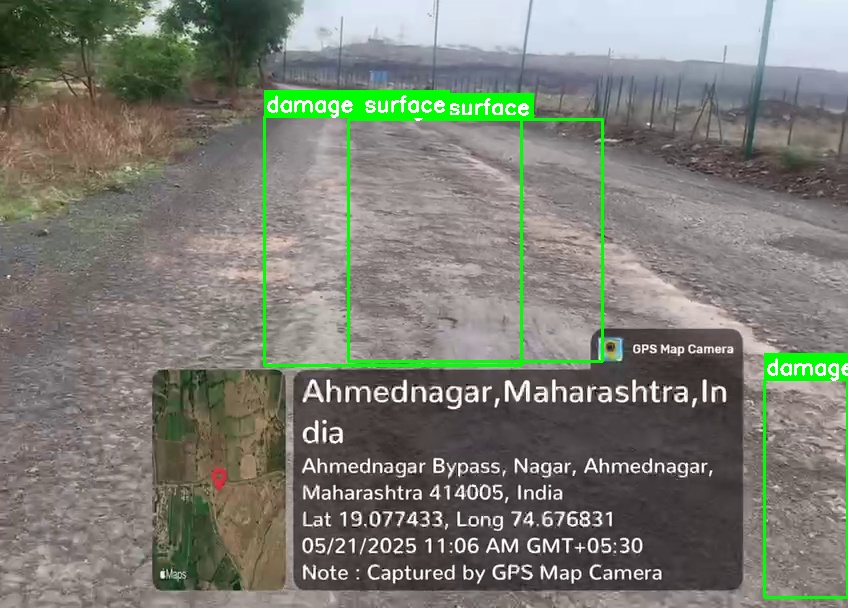 damage surface surface
GPS Map Camera
damage
Ahmednagar,Maharashtra,In
dia
Ahmednagar Bypass, Nagar, Ahmednagar,
Maharashtra 414005, India
Lat 19.077433, Long 74.676831
05/21/2025 11:06 AM GMT+05:30
Note : Captured by GPS Map Camera
Maps